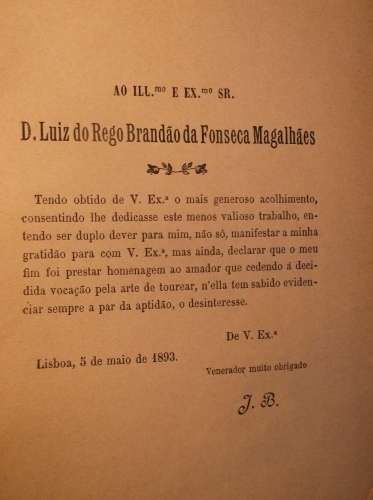 AO ILL.mo E EX.mo SR.
D. Luiz do Rego Brandão da Fonseca Magalhães
Tendo obtido de V. Ex.a o mais generoso acolhimento,
consentindo lhe dedicasse este menos valioso trabalho, en-
tendo ser duplo dever para mim, não só, manifestar a minha
gratidão para com V. Ex.a, mas ainda, declarar que o meu
fim foi prestar homenagem ao amador que cedendo á deci-
dida vocação pela arte de tourear, n'ella tem sabido eviden-
ciar sempre a par da aptidão, o desinteresse.
De V. Ex.a
Lisboa, 5 de maio de 1893.
Venerador muito obrigado
J. B.